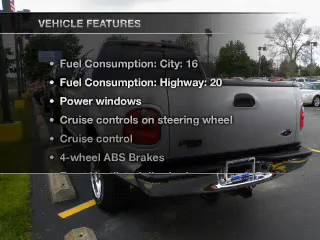 VEHICLE FEATURES
• Fuel Consumption: City: 16
• Fuel Consumption: Highway: 20
• Power windows
• Cruise controls on steering wheel
• Cruise control
• 4-wheel ABS Brakes